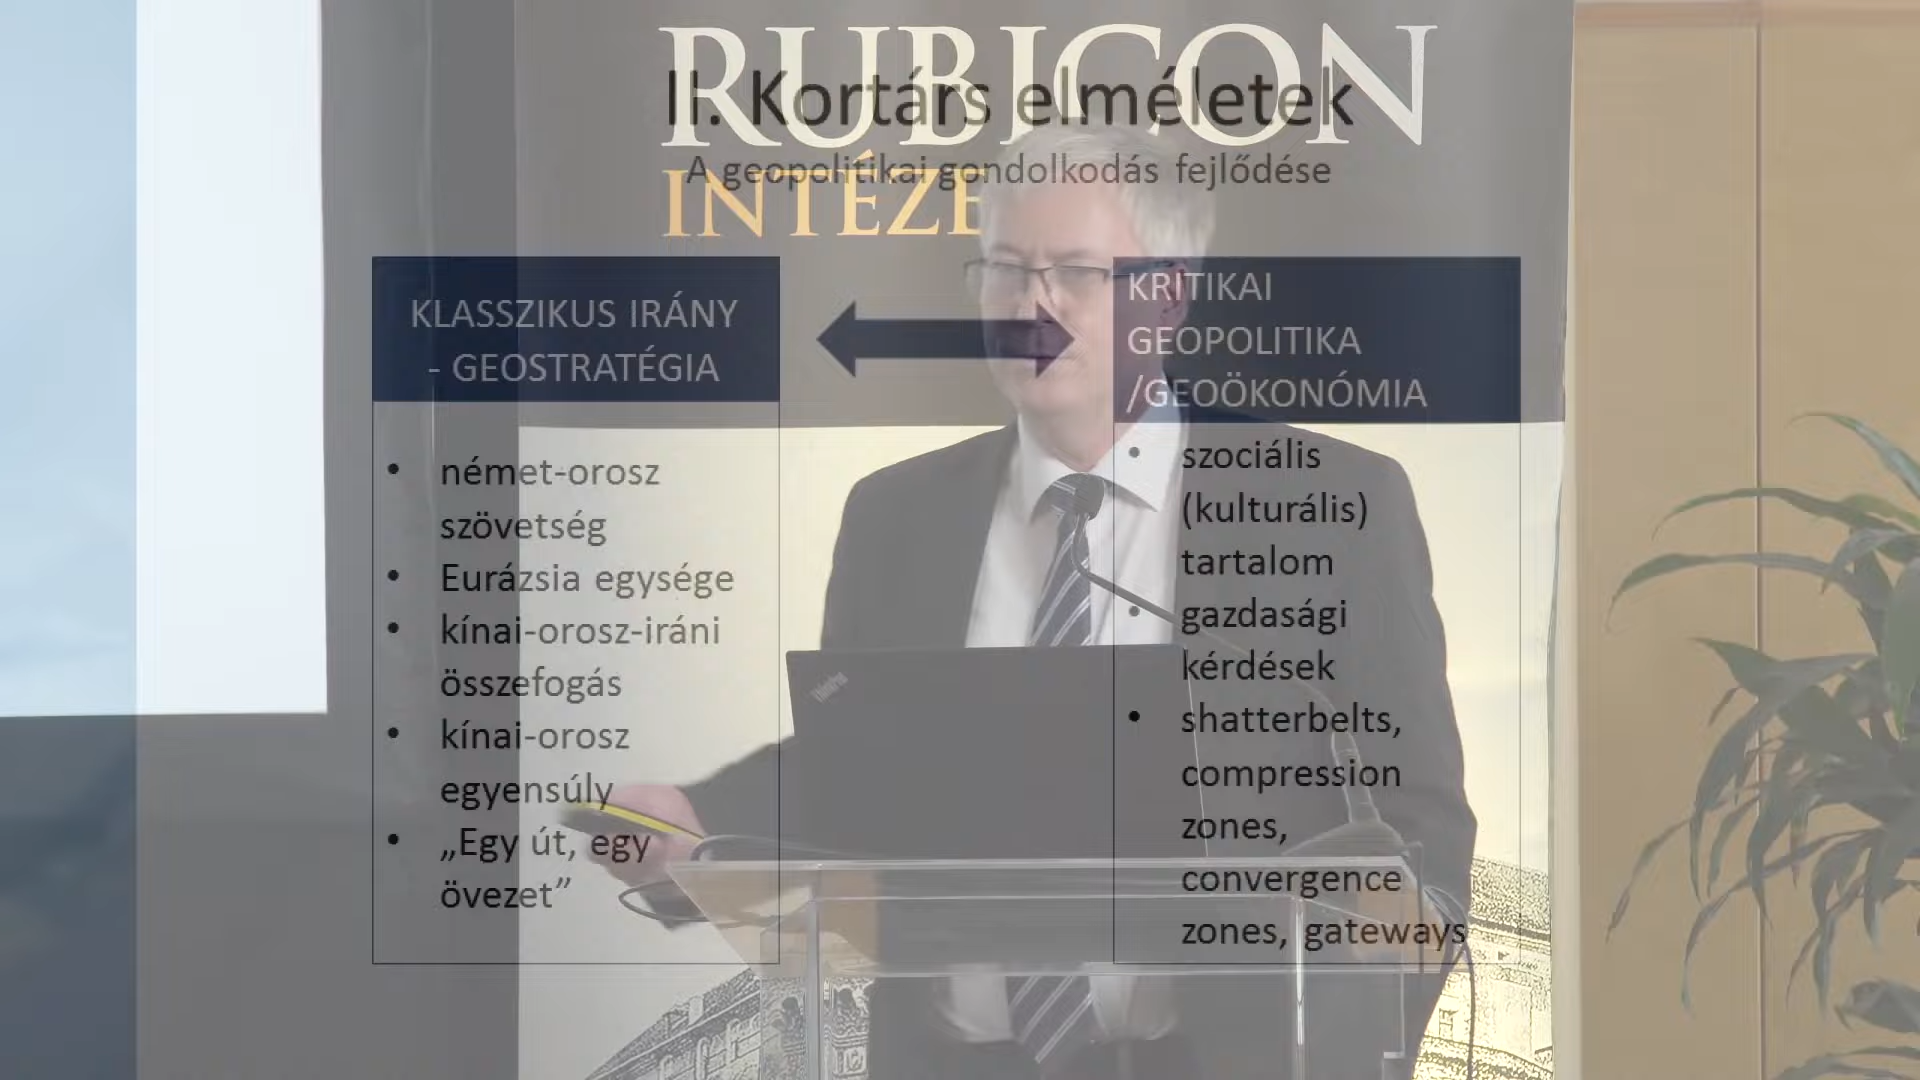 RUBICON
INTÉZE
II. Kortárs elméletek
A geopolitikai gondolkodás fejlődése
KLASSZIKUS IRÁNY
- GEOSTRATÉGIA
• német-orosz
szövetség
• Eurázsia egysége
• kínai-orosz-iráni
összefogás
• kínai-orosz
egyensúly
• „Egy út, egy
övezet”
KRITIKAI
GEOPOLITIKA
/GEOÖKONÓMIA
• szociális
(kulturális)
tartalom
• gazdasági
kérdések
• shatterbelts,
compression
zones,
convergence
zones, gateways
ThinkPad